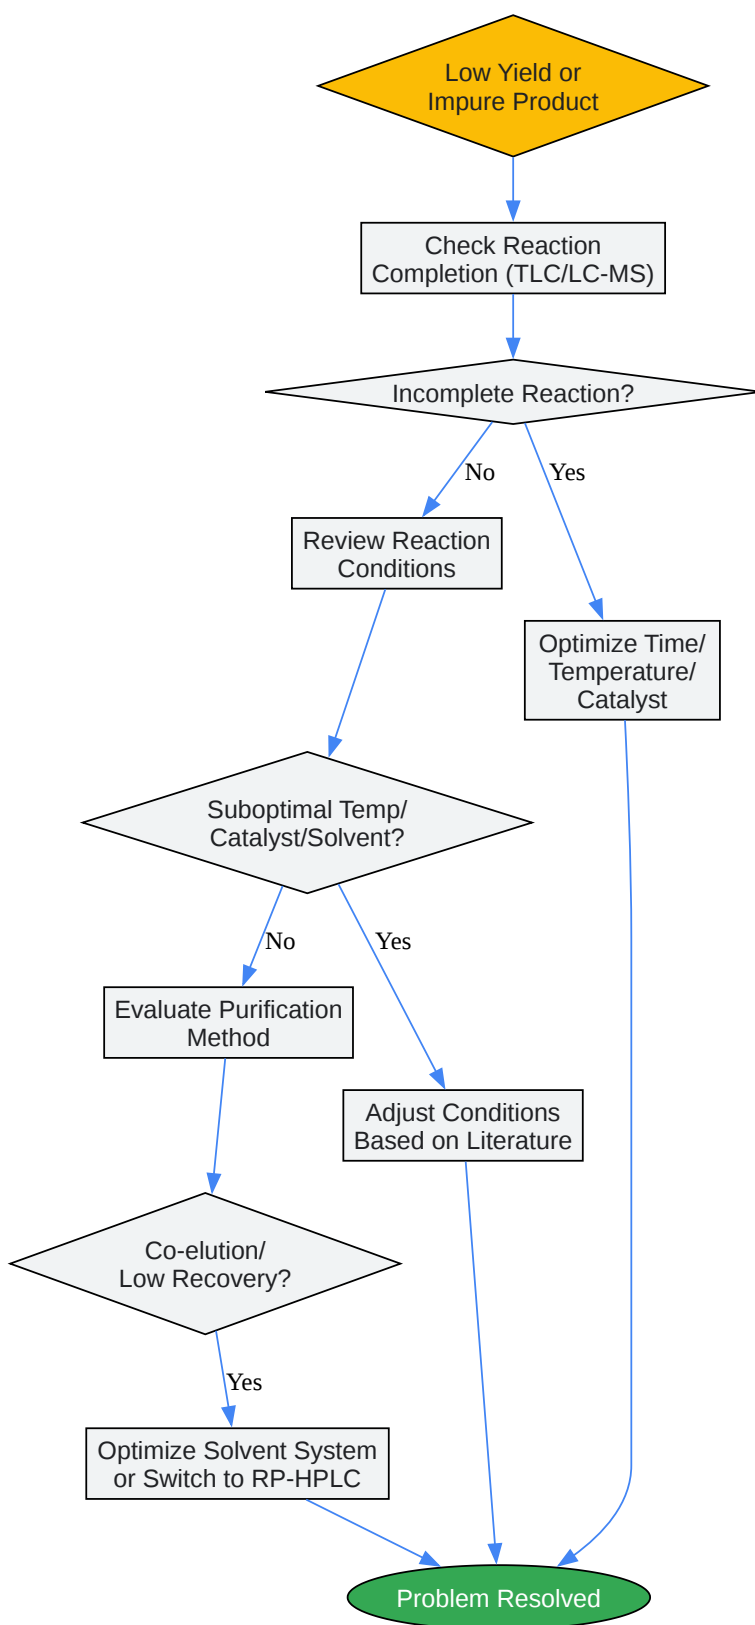 Low Yield or
Impure Product
Check Reaction
Completion (TLC/LC-MS)
Incomplete Reaction?
No
Yes
Review Reaction
Conditions
Optimize Time/
Temperature/
Catalyst
Suboptimal Temp/
Catalyst/Solvent?
No
Yes
Evaluate Purification
Method
Adjust Conditions
Based on Literature
Co-elution/
Low Recovery?
Yes
Optimize Solvent System
or Switch to RP-HPLC
Problem Resolved